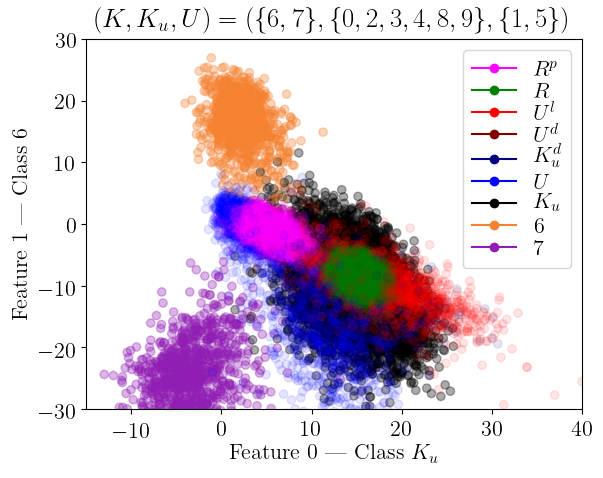 (K, K_u, U) = ({6, 7}, {0, 2, 3, 4, 8, 9}, {1, 5})
30
20
10
0
−10
−20
−30
Feature 1 — Class 6
R^p
R
U^l
U^d
K_u^d
U
K_u
6
7
−10
0
10
20
30
40
Feature 0 — Class K_u